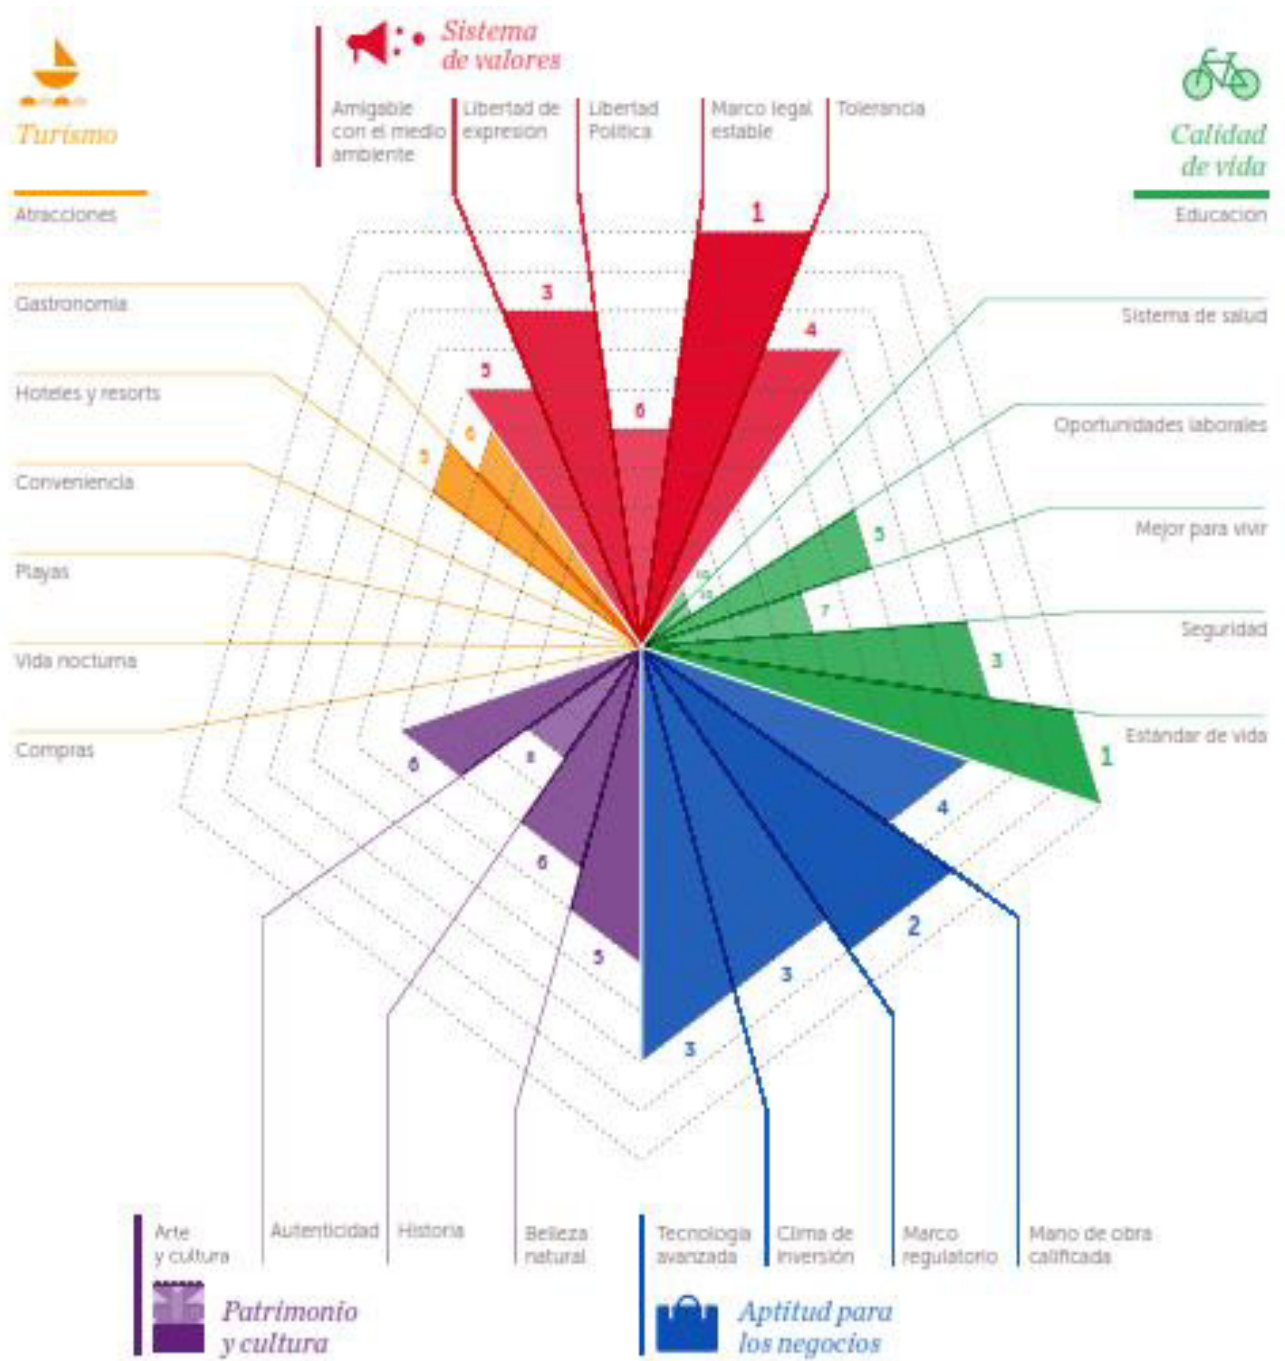 Sistema
de valores
Amigable
con el medio
ambiente
Libertad de
expresión
Libertad
Política
Marco legal
estable
Tolerancia
Turismo
Atracciones
Gastronomía
Hoteles y resorts
Conveniencia
Playas
Vida nocturna
Compras
Calidad
de vida
Educacion
Sistema de salud
Oportunidades laborales
Mejor para vivir
Seguridad
Estándar de vida
5
3
6
1
4
5
6
10
10
5
7
3
1
6
8
6
5
3
3
2
4
Arte
y cultura
Autenticidad
Historia
Belleza
natural
Patrimonio
y cultura
Tecnología
avanzada
Clima de
inversión
Marco
regulatorio
Mano de obra
calificada
Aptitud para
los negocios